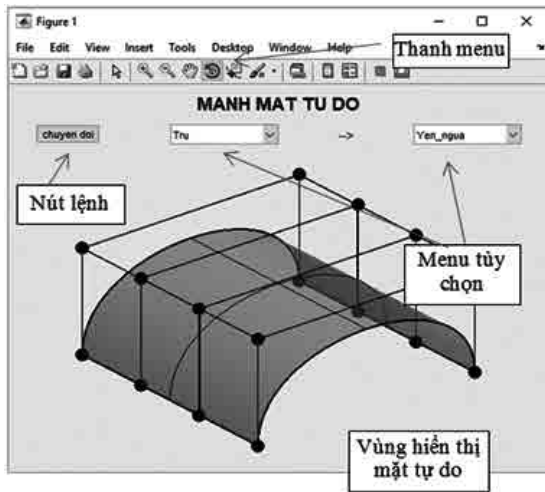 Figure 1
File Edit View Insert Tools Desktop Window Help
Thanh menu
MANH MAT TU DO
chuyen doi
Tru
-->
Yen_ngua
Nút lệnh
Menu tùy
chọn
Vùng hiển thị
mặt tự do